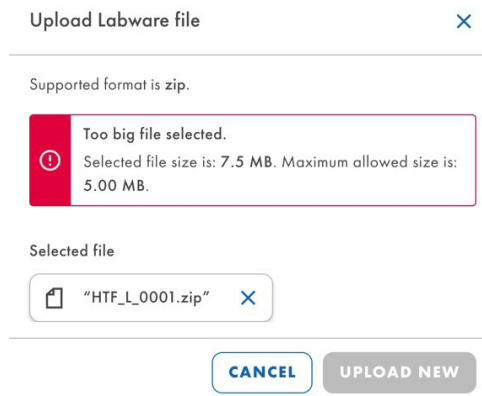 Upload Labware file
Supported format is zip.
Too big file selected.
Selected file size is: 7.5 MB. Maximum allowed size is:
5.00 MB.
Selected file
“HTF_L_0001.zip”
CANCEL
UPLOAD NEW